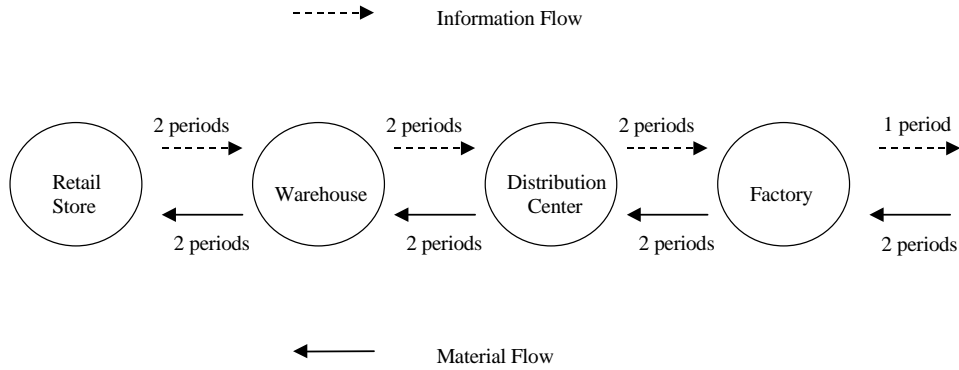 Information Flow
2 periods
2 periods
2 periods
1 period
Retail
Store
Warehouse
Distribution
Center
Factory
2 periods
2 periods
2 periods
2 periods
Material Flow